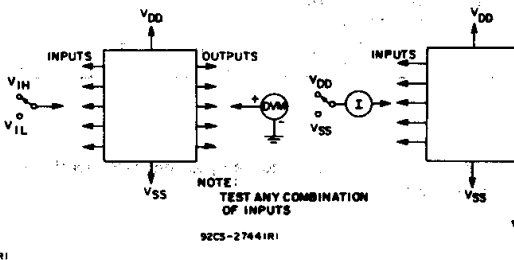 VDD
INPUTS
OUTPUTS
VIH
VIL
+
DVM
-
VSS
NOTE:
TEST ANY COMBINATION
OF INPUTS
92CS-27441R1
VDD
INPUTS
VDD
I
VSS
VSS
R1